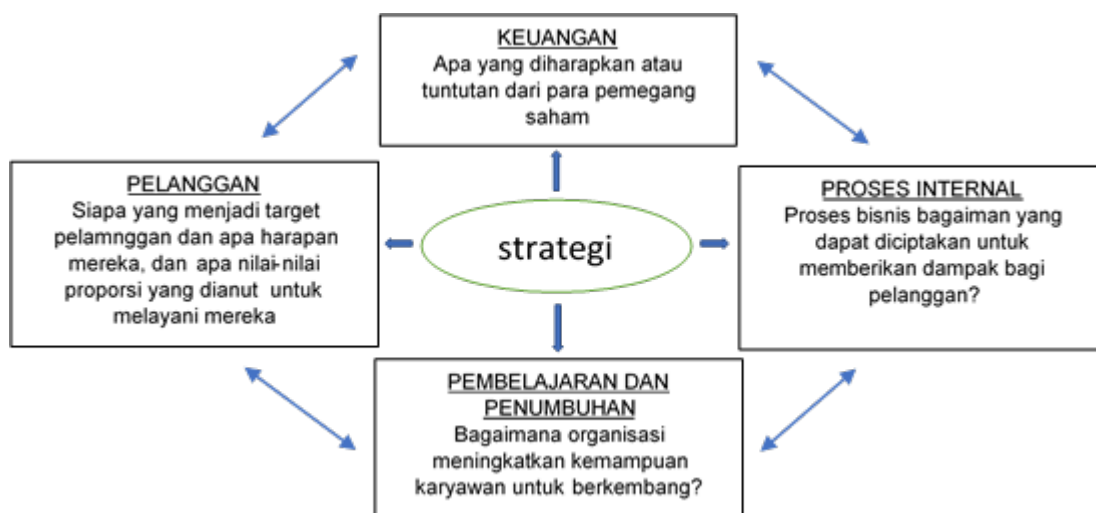 KEUANGAN
Apa yang diharapkan atau
tuntutan dari para pemegang
saham
PELANGGAN
Siapa yang menjadi target
pelamnggan dan apa harapan
mereka, dan apa nilai-nilai
proporsi yang dianut untuk
melayani mereka
strategi
PROSES INTERNAL
Proses bisnis bagaiman yang
dapat diciptakan untuk
memberikan dampak bagi
pelanggan?
PEMBELAJARAN DAN
PENUMBUHAN
Bagaimana organisasi
meningkatkan kemampuan
karyawan untuk berkembang?